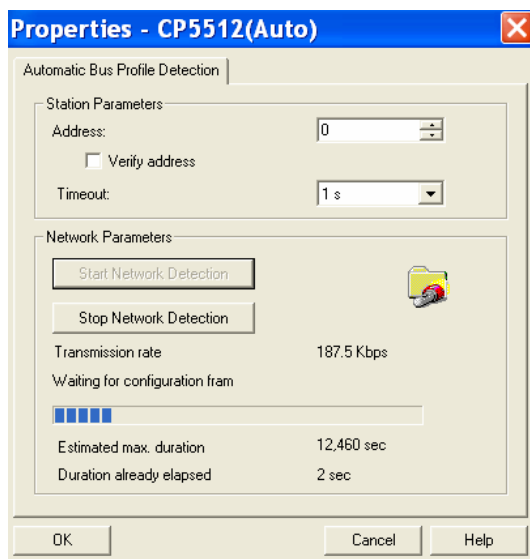 Properties - CP5512(Auto)
Automatic Bus Profile Detection
Station Parameters
Address: 0
Verify address
Timeout: 1 s
Network Parameters
Start Network Detection
Stop Network Detection
Transmission rate 187.5 Kbps
Waiting for configuration fram
Estimated max. duration 12,460 sec
Duration already elapsed 2 sec
OK Cancel Help